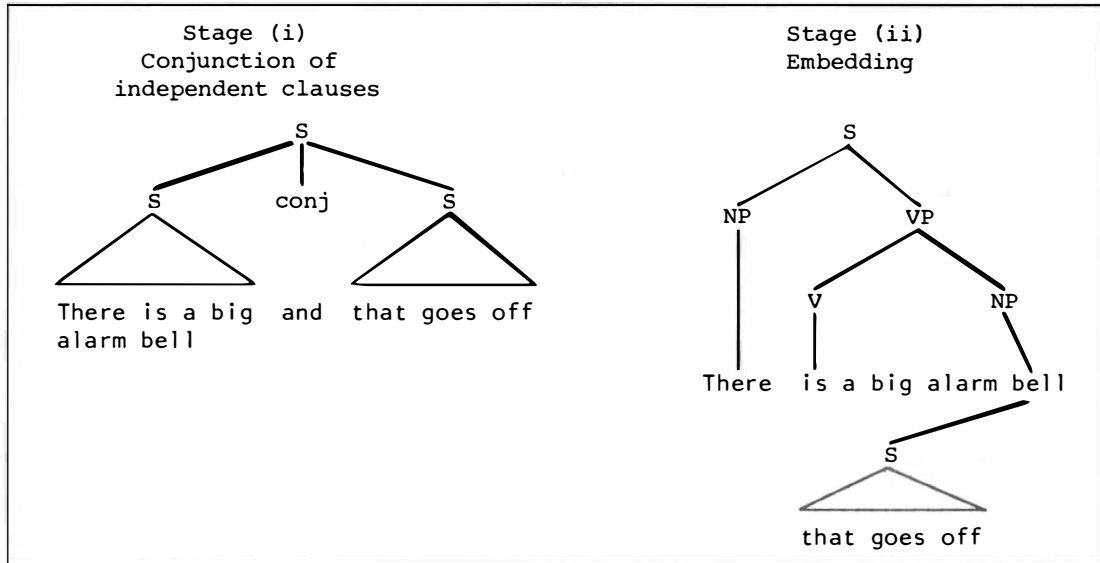 Stage (i)
Conjunction of
independent clauses
S
S conj S
There is a big and that goes off
alarm bell
Stage (ii)
Embedding
S
NP VP
V NP
There is a big alarm bell
S
that goes off